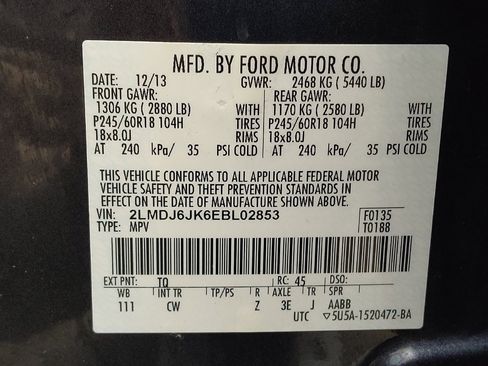 MFD. BY FORD MOTOR CO.
DATE: 12/13 GVWR: 2468 KG ( 5440 LB)
FRONT GAWR: REAR GAWR:
1306 KG ( 2880 LB) 1170 KG ( 2580 LB)
P245/60R18 104H TIRES P245/60R18 104H TIRES
18x8.0J RIMS 18x8.0J RIMS
AT 240 kPa/ 35 PSI COLD AT 240 kPa/ 35 PSI COLD
THIS VEHICLE CONFORMS TO ALL APPLICABLE FEDERAL MOTOR
VEHICLE SAFETY AND THEFT PREVENTION STANDARDS IN
EFFECT ON THE DATE OF MANUFACTURE SHOWN ABOVE.
VIN: 2LMDJ6JK6EBL02853 F0135
TYPE: MPV T0188
EXT PNT: TQ RC: 45 DSO:
WB INT TR TP/PS R AXLE TR SPR
111 CW Z 3E J AABB
UTC ▽5U5A-1520472-BA